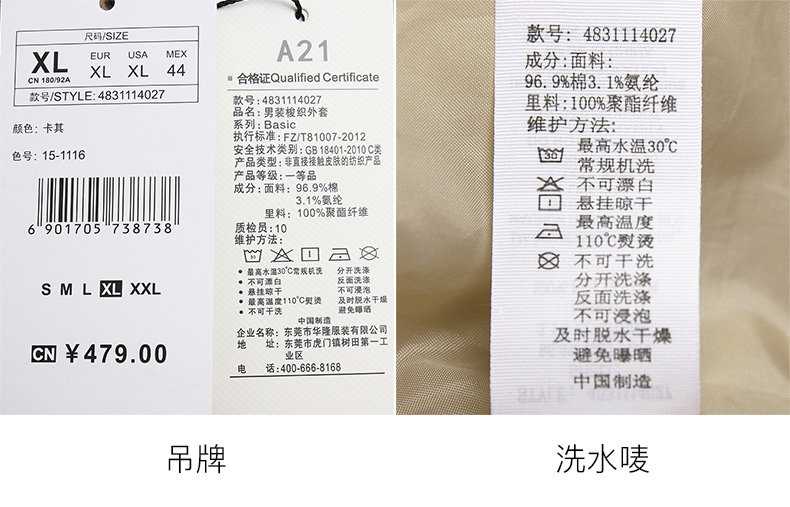 尺码/SIZE
XL
CN 180/92A
EUR
XL
USA
XL
MEX
44
款号/STYLE: 4831114027
颜色: 卡其
色号: 15-1116
6 901705 738738
S M L XL XXL
CN ¥479.00
A21
合格证Qualified Certificate
款号: 4831114027
品名: 男装梭织外套
系列: Basic
执行标准: FZ/T81007-2012
安全技术类别: GB 18401-2010 C类
产品类型: 非直接接触皮肤的纺织产品
产品等级: 一等品
成分: 面料: 96.9%棉
3.1%氨纶
里料: 100%聚酯纤维
质检员: 10
维护方法:
30
• 最高水温30℃常规机洗 分开洗涤
• 不可漂白 反面洗涤
• 悬挂晾干 不可浸泡
• 最高温度110℃熨烫 及时脱水干燥
• 不可干洗 避免曝晒
中国制造
企业名称: 东莞市华隆服装有限公司
地 址: 东莞市虎门镇树田第一工
业区
电 话: 400-666-8168
款号: 4831114027
成分: 面料:
96.9%棉3.1%氨纶
里料: 100%聚酯纤维
维护方法:
30 最高水温30℃
常规机洗
不可漂白
悬挂晾干
最高温度
110℃熨烫
不可干洗
分开洗涤
反面洗涤
不可浸泡
及时脱水干燥
避免曝晒
中国制造
吊牌
洗水唛